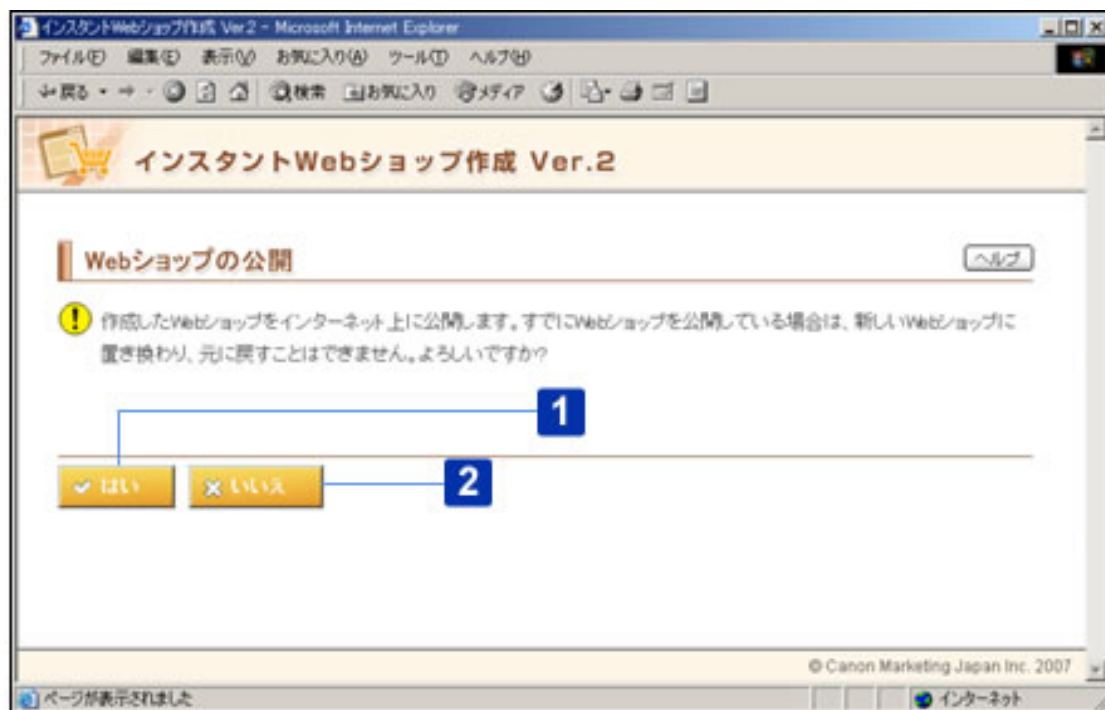 インスタントWebショップ作成 Ver.2 - Microsoft Internet Explorer
ファイル(F) 編集(E) 表示(V) お気に入り(A) ツール(T) ヘルプ(H)
戻る 検索 お気に入り メディア
インスタントWebショップ作成 Ver.2
Webショップの公開
ヘルプ
作成したWebショップをインターネット上に公開します。すでにWebショップを公開している場合は、新しいWebショップに
置き換わり、元に戻すことはできません。よろしいですか?
1
はい いいえ 2
© Canon Marketing Japan Inc. 2007
ページが表示されました インターネット